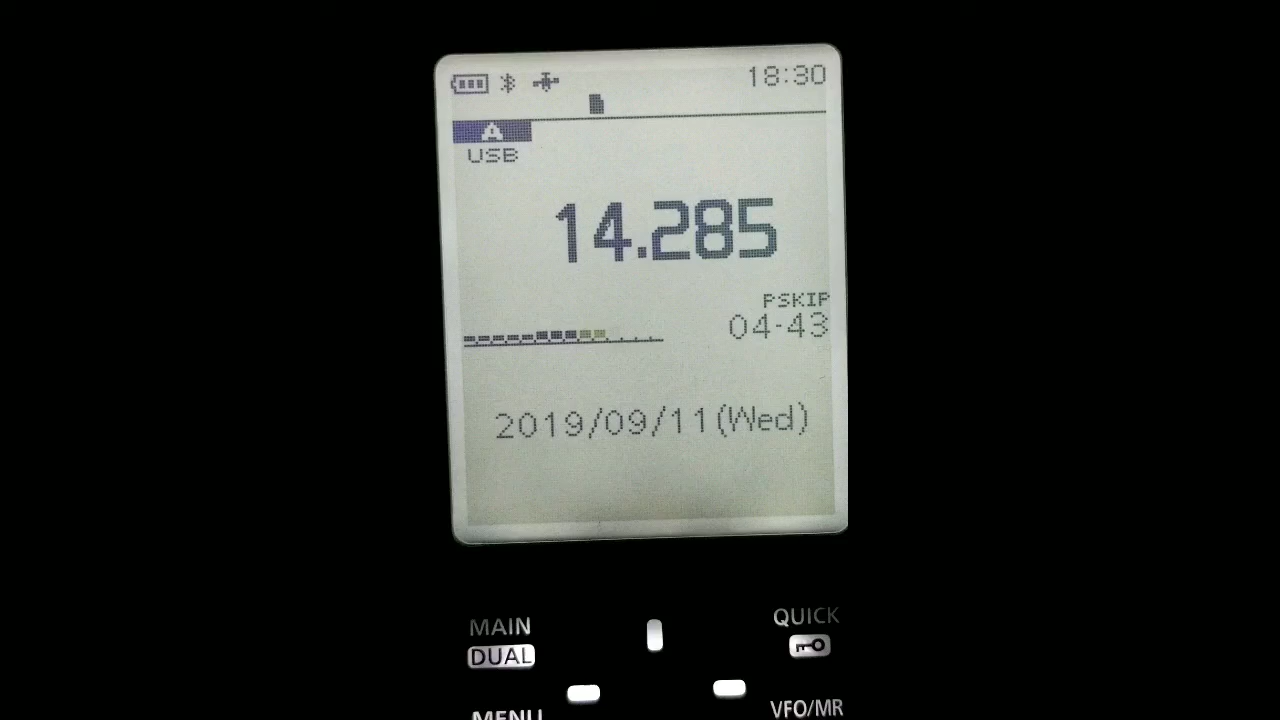 18:30
A
USB
14.285
PSKIP
04-43
2019/09/11(Wed)
MAIN
QUICK
DUAL
MENU
VFO/MR